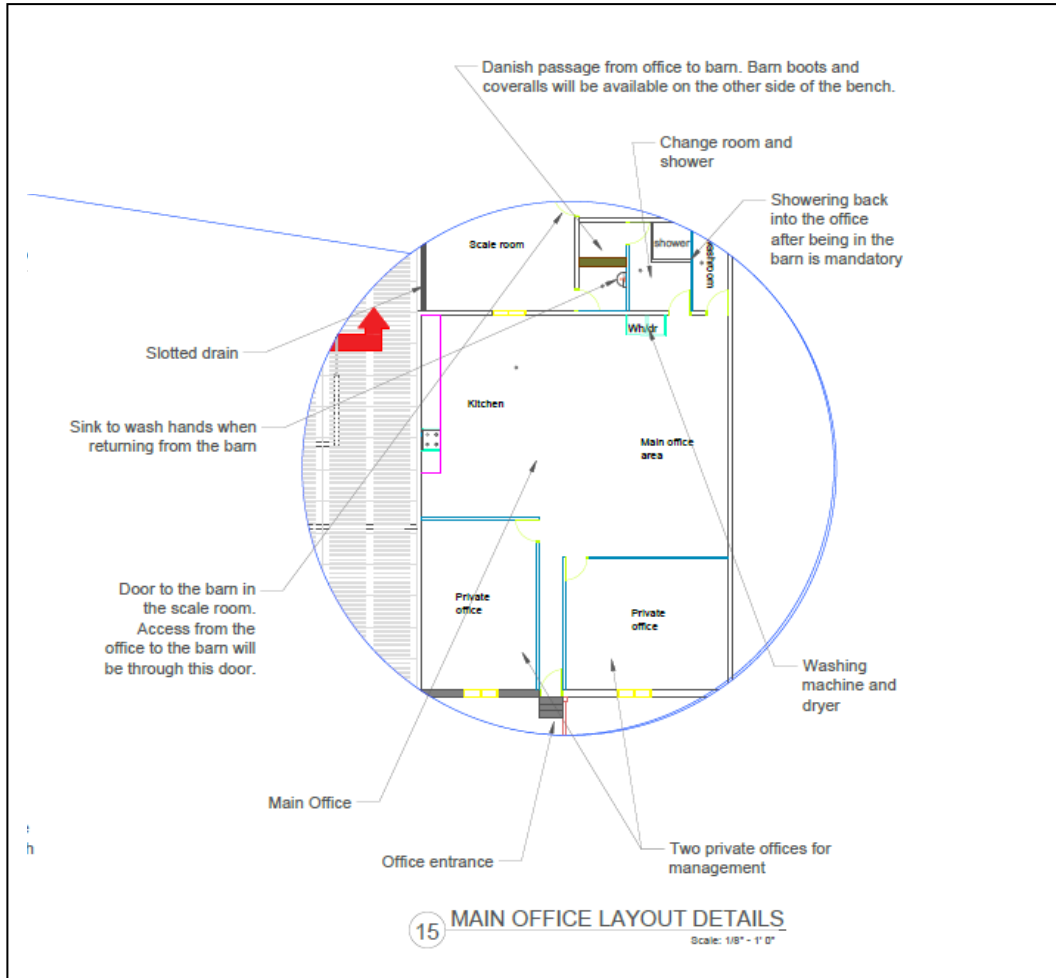 Danish passage from office to barn. Barn boots and
coveralls will be available on the other side of the bench.
Change room and
shower
Showering back
into the office
after being in the
barn is mandatory
Scale room
shower
washroom
Slotted drain
Wh/dr
Kitchen
Sink to wash hands when
returning from the barn
Main office
area
Door to the barn in
the scale room.
Access from the
office to the barn will
be through this door.
Private
office
Private
office
Washing
machine and
dryer
Main Office
Office entrance
Two private offices for
management
15
MAIN OFFICE LAYOUT DETAILS
Scale: 1/8" - 1' 0"
h